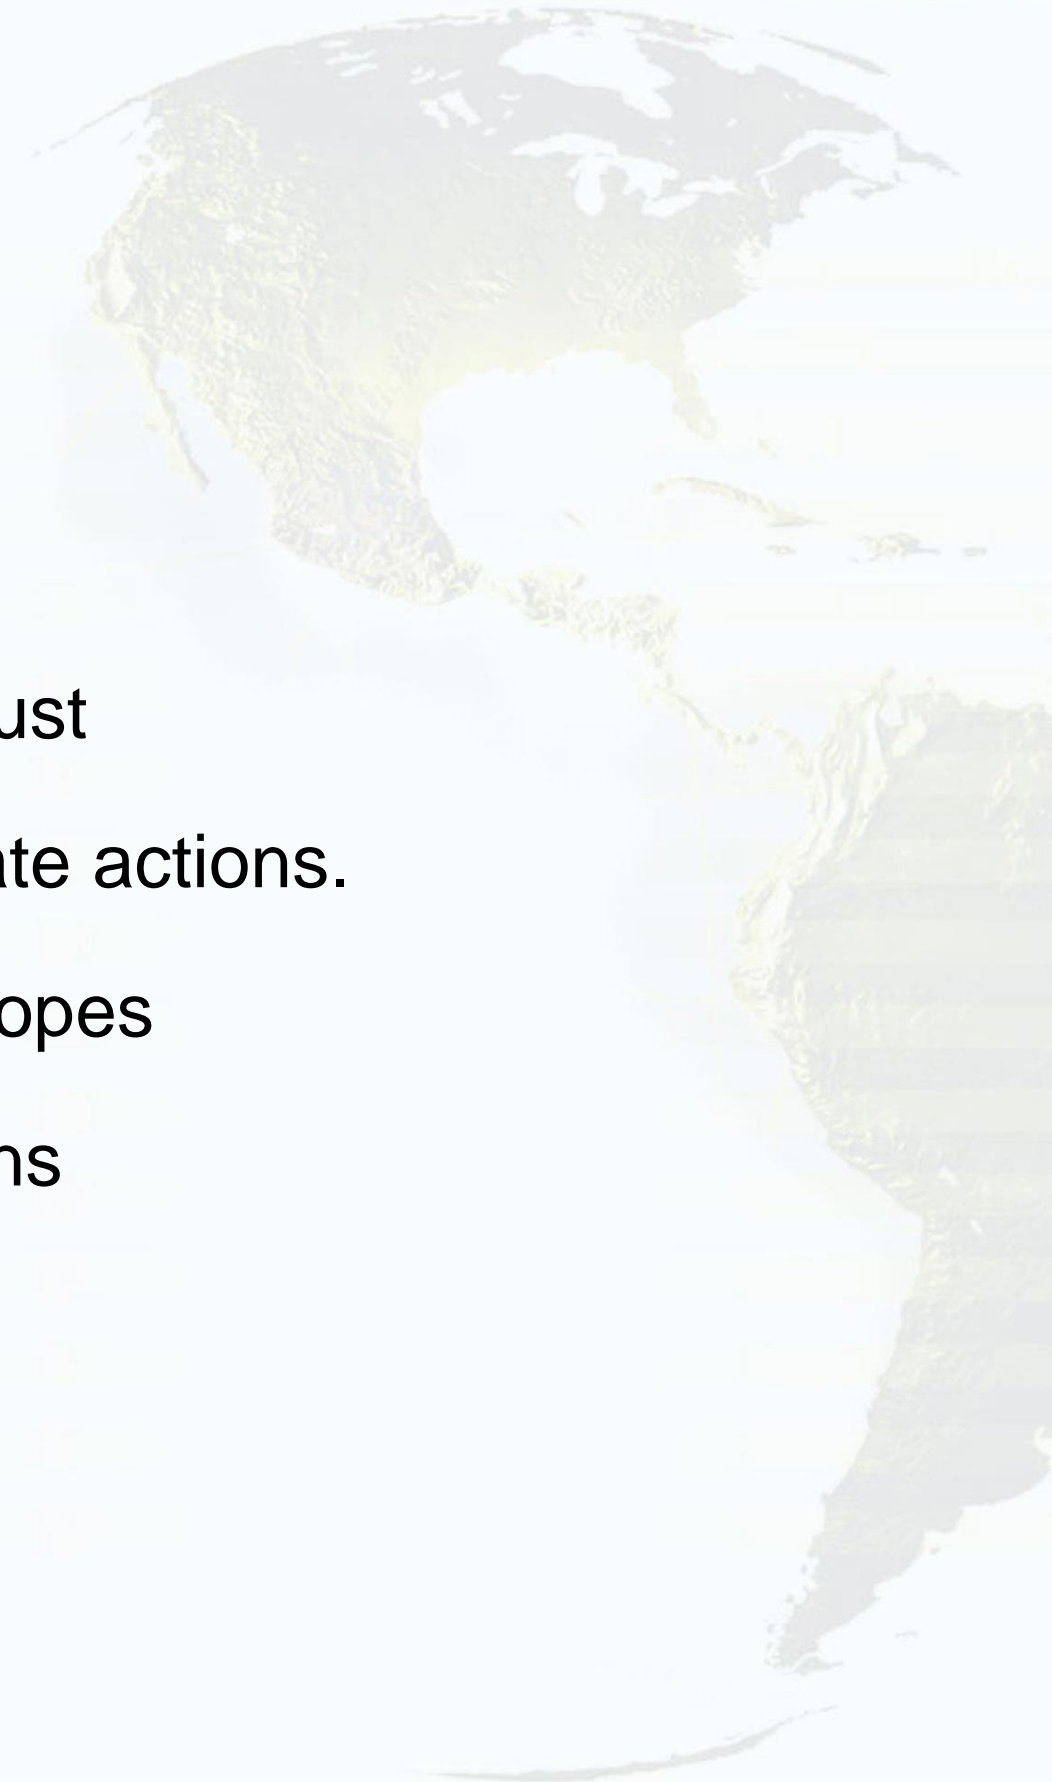 ust
ate actions.
opes
ns